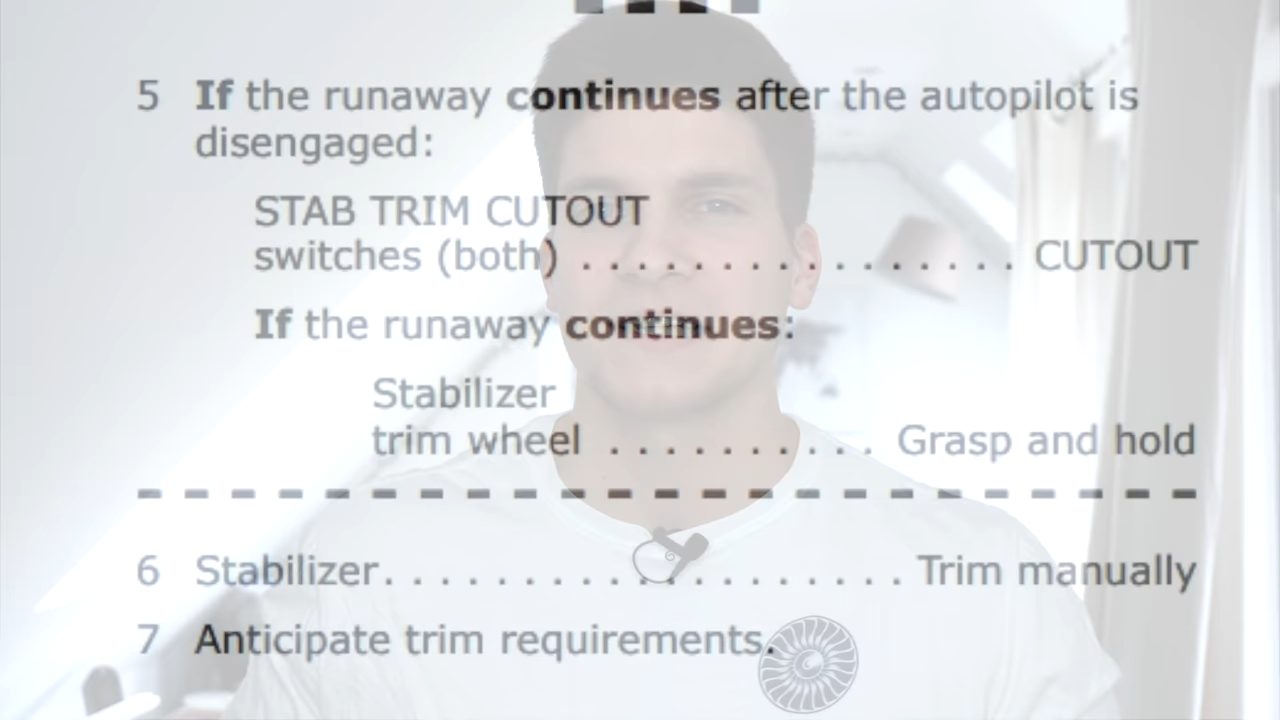 5 If the runaway continues after the autopilot is
disengaged:
STAB TRIM CUTOUT
switches (both) . . . . . . . . . . . . . . . . CUTOUT
If the runaway continues:
Stabilizer
trim wheel . . . . . . . . . . Grasp and hold
6 Stabilizer. . . . . . . . . . . . . . . . . . . Trim manually
7 Anticipate trim requirements.